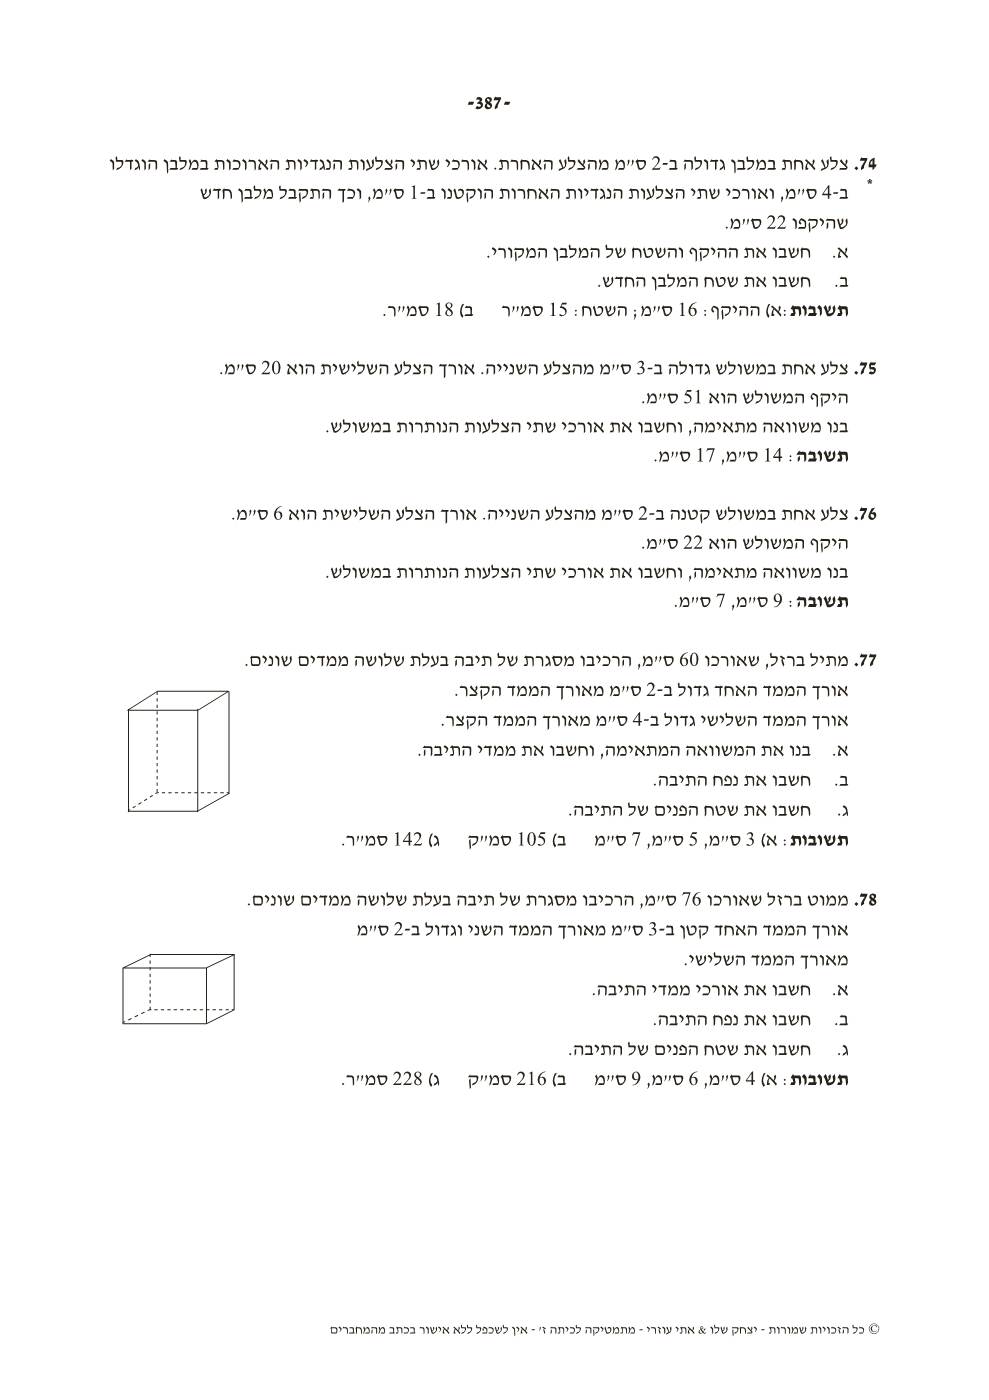 -387-
74. צלע אחת במלבן גדולה ב-2 ס״מ מהצלע האחרת. אורכי שתי הצלעות הנגדיות הארוכות במלבן הוגדלו
* ב-4 ס״מ, ואורכי שתי הצלעות הנגדיות האחרות הוקטנו ב-1 ס״מ, וכך התקבל מלבן חדש
שהיקפו 22 ס״מ.
א. חשבו את ההיקף והשטח של המלבן המקורי.
ב. חשבו את שטח המלבן החדש.
תשובות: א) ההיקף: 16 ס״מ; השטח: 15 סמ״ר ב) 18 סמ״ר.
75. צלע אחת במשולש גדולה ב-3 ס״מ מהצלע השנייה. אורך הצלע השלישית הוא 20 ס״מ.
היקף המשולש הוא 51 ס״מ.
בנו משוואה מתאימה, וחשבו את אורכי שתי הצלעות הנותרות במשולש.
תשובה: 14 ס״מ, 17 ס״מ.
76. צלע אחת במשולש קטנה ב-2 ס״מ מהצלע השנייה. אורך הצלע השלישית הוא 6 ס״מ.
היקף המשולש הוא 22 ס״מ.
בנו משוואה מתאימה, וחשבו את אורכי שתי הצלעות הנותרות במשולש.
תשובה: 9 ס״מ, 7 ס״מ.
77. מתיל ברזל, שאורכו 60 ס״מ, הרכיבו מסגרת של תיבה בעלת שלושה ממדים שונים.
אורך הממד האחד גדול ב-2 ס״מ מאורך הממד הקצר.
אורך הממד השלישי גדול ב-4 ס״מ מאורך הממד הקצר.
א. בנו את המשוואה המתאימה, וחשבו את ממדי התיבה.
ב. חשבו את נפח התיבה.
ג. חשבו את שטח הפנים של התיבה.
תשובות: א) 3 ס״מ, 5 ס״מ, 7 ס״מ ב) 105 סמ״ק ג) 142 סמ״ר.
78. ממוט ברזל שאורכו 76 ס״מ, הרכיבו מסגרת של תיבה בעלת שלושה ממדים שונים.
אורך הממד האחד קטן ב-3 ס״מ מאורך הממד השני וגדול ב-2 ס״מ
מאורך הממד השלישי.
א. חשבו את אורכי ממדי התיבה.
ב. חשבו את נפח התיבה.
ג. חשבו את שטח הפנים של התיבה.
תשובות: א) 4 ס״מ, 6 ס״מ, 9 ס״מ ב) 216 סמ״ק ג) 228 סמ״ר.
© כל הזכויות שמורות - יצחק שלו & אתי עוזרי - מתמטיקה לכיתה ז׳ - אין לשכפל ללא אישור בכתב מהמחברים